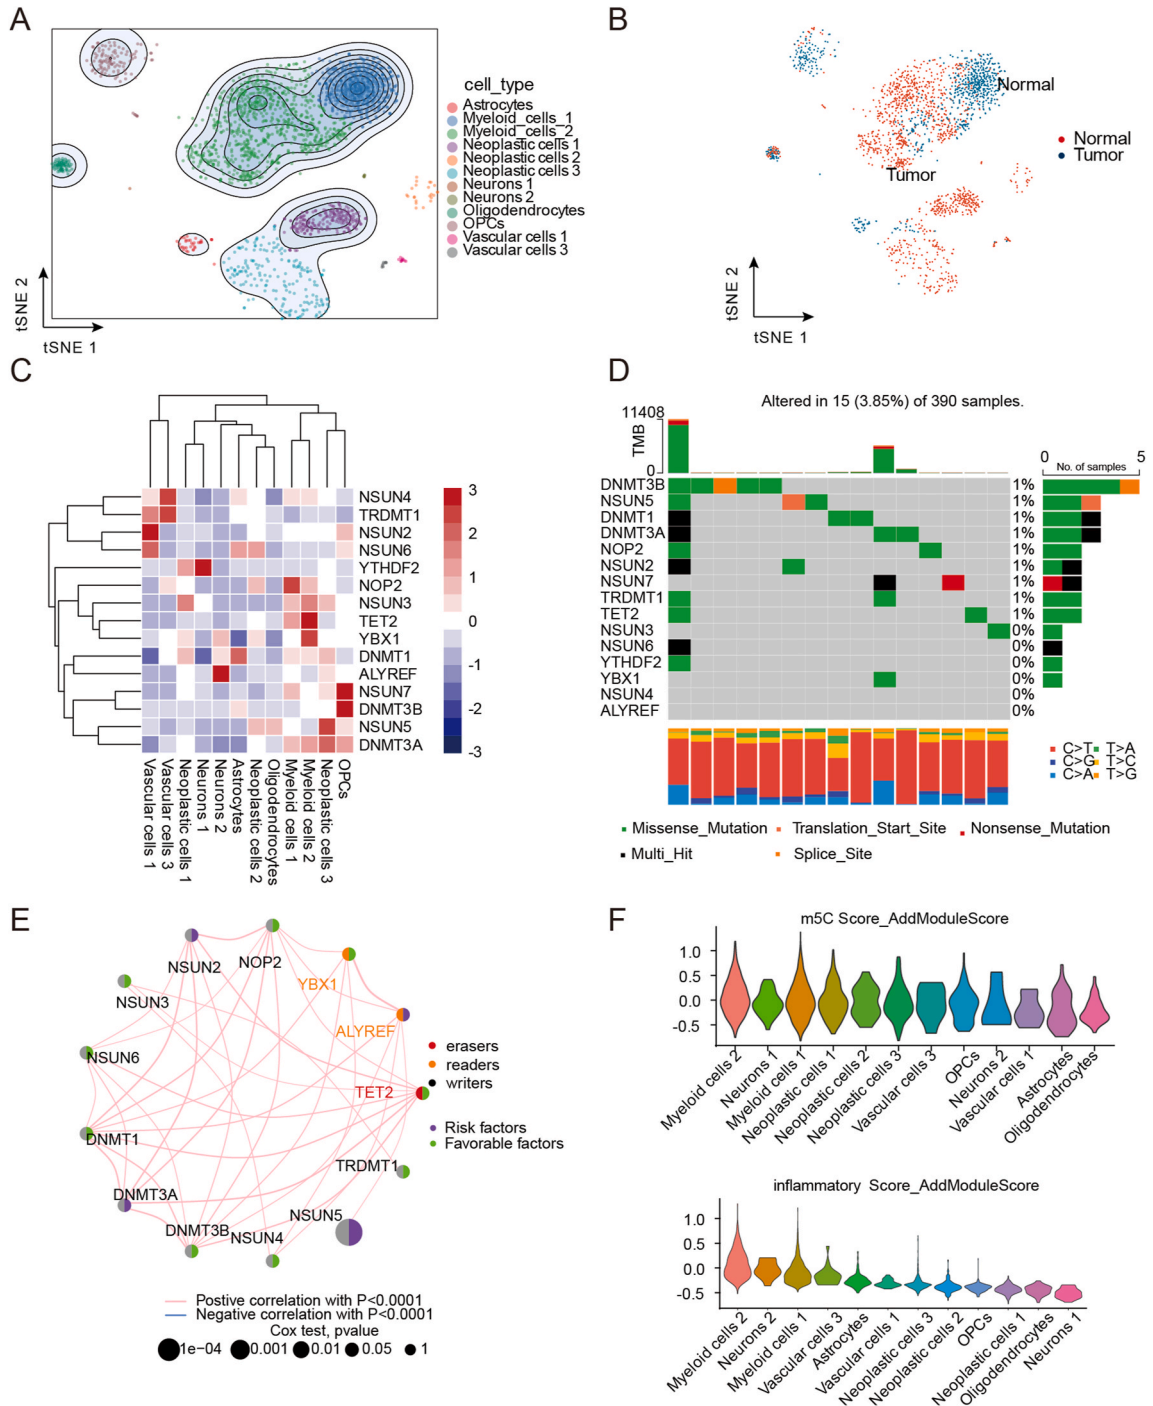 A
cell_type
Astrocytes
Myeloid_cells_1
Myeloid_cells_2
Neoplastic cells 1
Neoplastic cells 2
Neoplastic cells 3
Neurons 1
Neurons 2
Oligodendrocytes
OPCs
Vascular cells 1
Vascular cells 3
tSNE 2
tSNE 1
B
Normal
Tumor
Normal
Tumor
tSNE 2
tSNE 1
C
NSUN4
TRDMT1
NSUN2
NSUN6
YTHDF2
NOP2
NSUN3
TET2
YBX1
DNMT1
ALYREF
NSUN7
DNMT3B
NSUN5
DNMT3A
3
2
1
0
-1
-2
-3
Vascular cells 1
Vascular cells 3
Neoplastic cells 1
Neurons 1
Neurons 2
Astrocytes
Neoplastic cells 2
Oligodendrocytes
Myeloid cells 1
Myeloid cells 2
Neoplastic cells 3
OPCs
D
Altered in 15 (3.85%) of 390 samples.
11408
TMB
0
0 5
No. of samples
DNMT3B 1%
NSUN5 1%
DNMT1 1%
DNMT3A 1%
NOP2 1%
NSUN2 1%
NSUN7 1%
TRDMT1 1%
TET2 1%
NSUN3 0%
NSUN6 0%
YTHDF2 0%
YBX1 0%
NSUN4 0%
ALYREF 0%
C>T T>A
C>G T>C
C>A T>G
Missense_Mutation Translation_Start_Site Nonsense_Mutation
Multi_Hit Splice_Site
E
NSUN2
NOP2
YBX1
NSUN3
ALYREF
NSUN6
TET2
DNMT1
TRDMT1
DNMT3A
NSUN5
DNMT3B
NSUN4
erasers
readers
writers
Risk factors
Favorable factors
Postive correlation with P<0.0001
Negative correlation with P<0.0001
Cox test, pvalue
1e-04 0.001 0.01 0.05 1
F
m5C Score_AddModuleScore
1.0
0.5
0.0
-0.5
Myeloid cells 2
Neurons 1
Myeloid cells 1
Neoplastic cells 1
Neoplastic cells 2
Neoplastic cells 3
Vascular cells 3
OPCs
Neurons 2
Vascular cells 1
Astrocytes
Oligodendrocytes
inflammatory Score_AddModuleScore
1.0
0.5
0.0
-0.5
Myeloid cells 2
Neurons 2
Myeloid cells 1
Vascular cells 3
Astrocytes
Vascular cells 1
Neoplastic cells 3
Neoplastic cells 2
OPCs
Neoplastic cells 1
Oligodendrocytes
Neurons 1